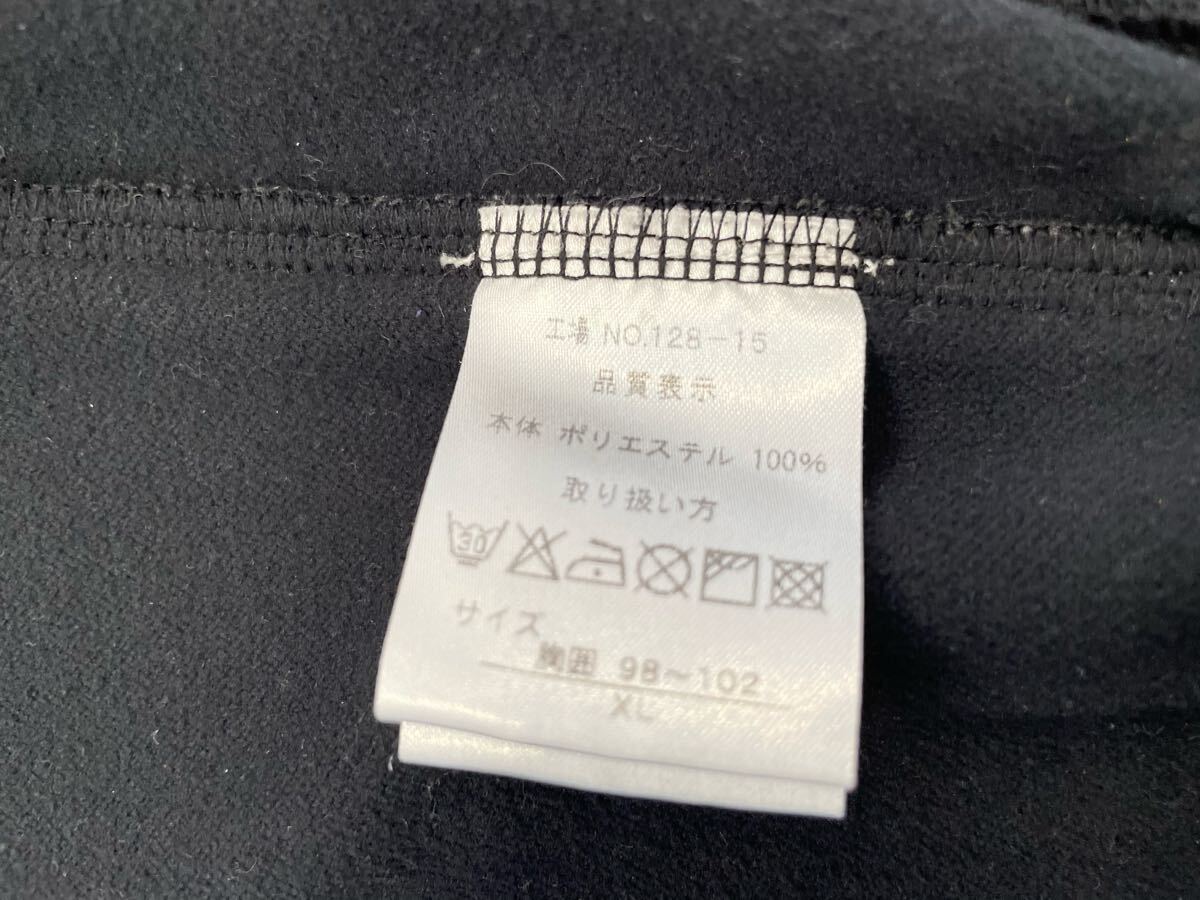 工場 NO.128-15
品質表示
本体 ポリエステル 100%
取り扱い方
30
サイズ
胸囲 98~102
XL